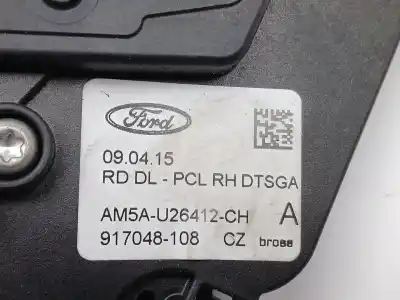 Ford
09.04.15
RD DL - PCL RH DTSGA
AM5A-U26412-CH A
917048-108 CZ brose